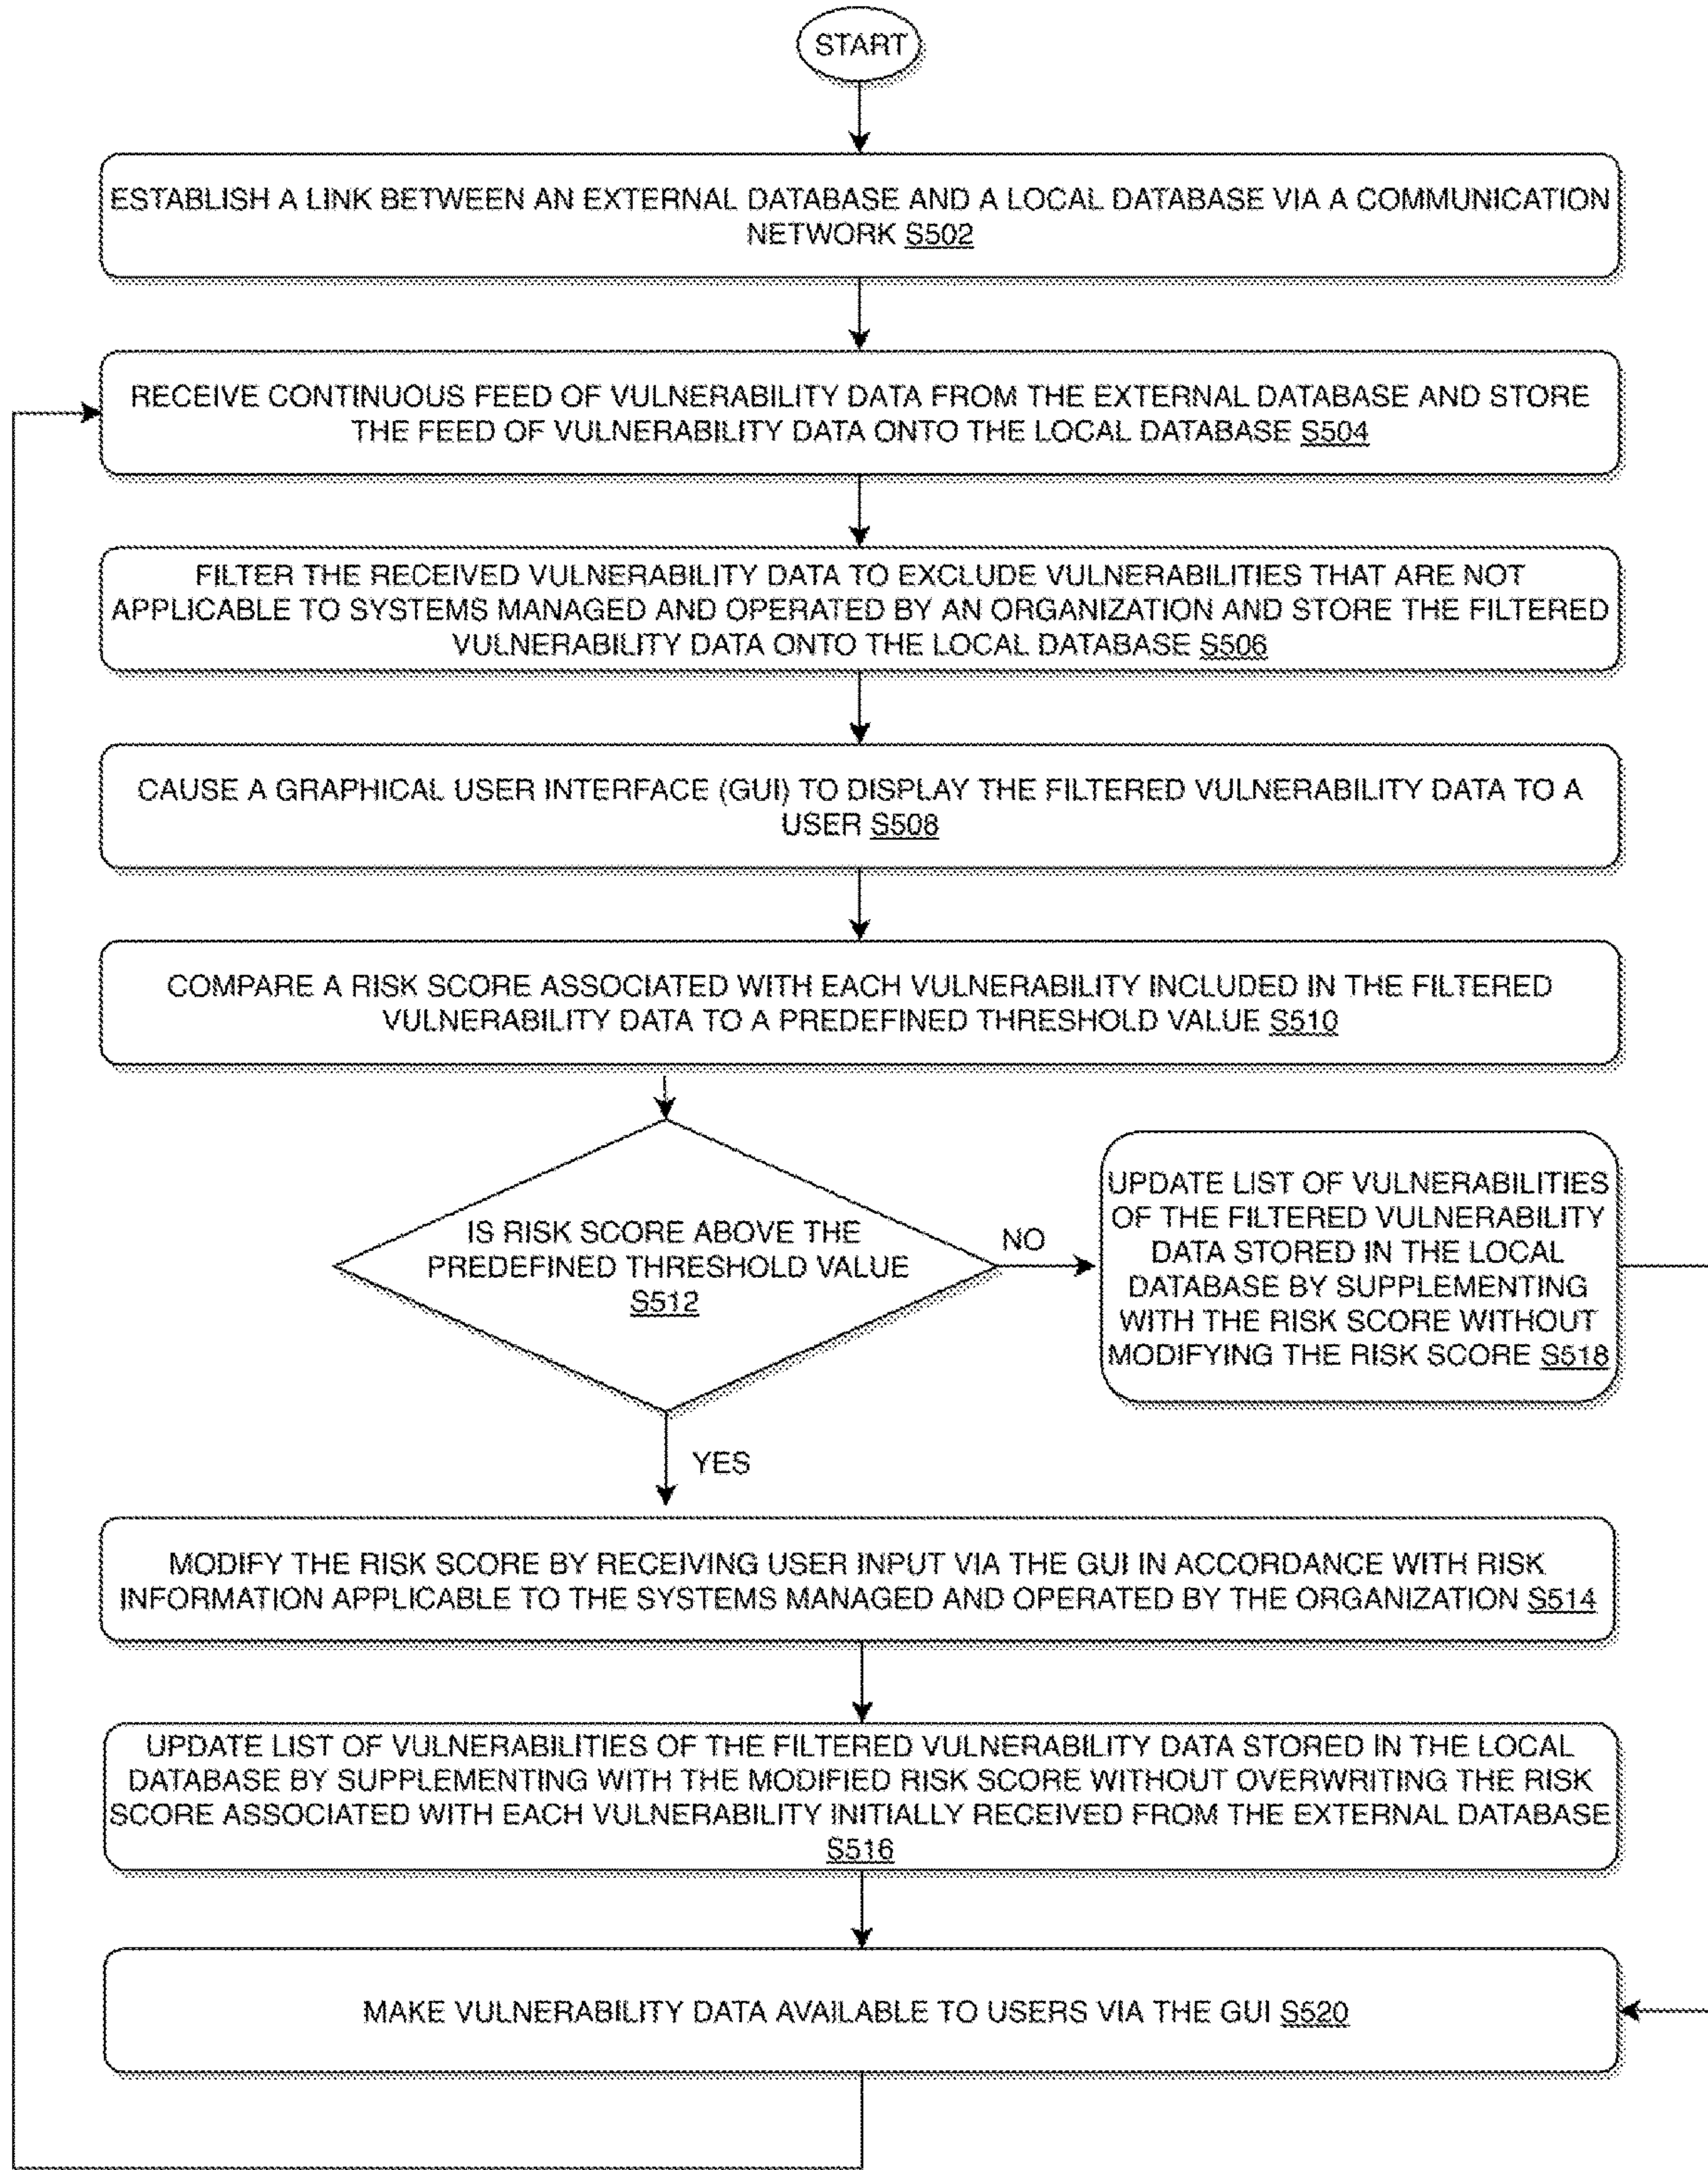 START
ESTABLISH A LINK BETWEEN AN EXTERNAL DATABASE AND A LOCAL DATABASE VIA A COMMUNICATION
NETWORK S502
RECEIVE CONTINUOUS FEED OF VULNERABILITY DATA FROM THE EXTERNAL DATABASE AND STORE
THE FEED OF VULNERABILITY DATA ONTO THE LOCAL DATABASE S504
FILTER THE RECEIVED VULNERABILITY DATA TO EXCLUDE VULNERABILITIES THAT ARE NOT
APPLICABLE TO SYSTEMS MANAGED AND OPERATED BY AN ORGANIZATION AND STORE THE FILTERED
VULNERABILITY DATA ONTO THE LOCAL DATABASE S506
CAUSE A GRAPHICAL USER INTERFACE (GUI) TO DISPLAY THE FILTERED VULNERABILITY DATA TO A
USER S508
COMPARE A RISK SCORE ASSOCIATED WITH EACH VULNERABILITY INCLUDED IN THE FILTERED
VULNERABILITY DATA TO A PREDEFINED THRESHOLD VALUE S510
IS RISK SCORE ABOVE THE
PREDEFINED THRESHOLD VALUE
S512
NO
UPDATE LIST OF VULNERABILITIES
OF THE FILTERED VULNERABILITY
DATA STORED IN THE LOCAL
DATABASE BY SUPPLEMENTING
WITH THE RISK SCORE WITHOUT
MODIFYING THE RISK SCORE S518
YES
MODIFY THE RISK SCORE BY RECEIVING USER INPUT VIA THE GUI IN ACCORDANCE WITH RISK
INFORMATION APPLICABLE TO THE SYSTEMS MANAGED AND OPERATED BY THE ORGANIZATION S514
UPDATE LIST OF VULNERABILITIES OF THE FILTERED VULNERABILITY DATA STORED IN THE LOCAL
DATABASE BY SUPPLEMENTING WITH THE MODIFIED RISK SCORE WITHOUT OVERWRITING THE RISK
SCORE ASSOCIATED WITH EACH VULNERABILITY INITIALLY RECEIVED FROM THE EXTERNAL DATABASE
S516
MAKE VULNERABILITY DATA AVAILABLE TO USERS VIA THE GUI S520